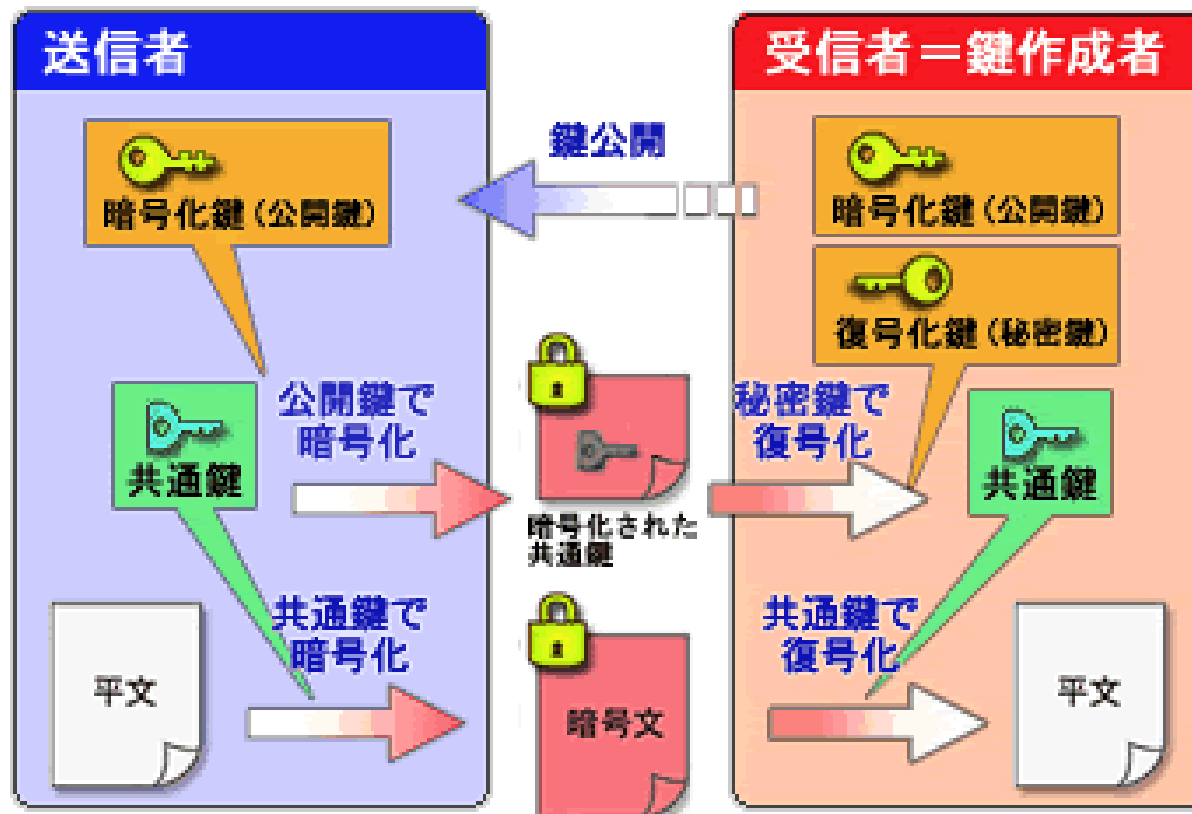 送信者
受信者＝鍵作成者
鍵公開
暗号化鍵(公開鍵)
暗号化鍵(公開鍵)
復号化鍵(秘密鍵)
公開鍵で
暗号化
秘密鍵で
復号化
共通鍵
共通鍵
暗号化された
共通鍵
共通鍵で
暗号化
共通鍵で
復号化
平文
暗号文
平文